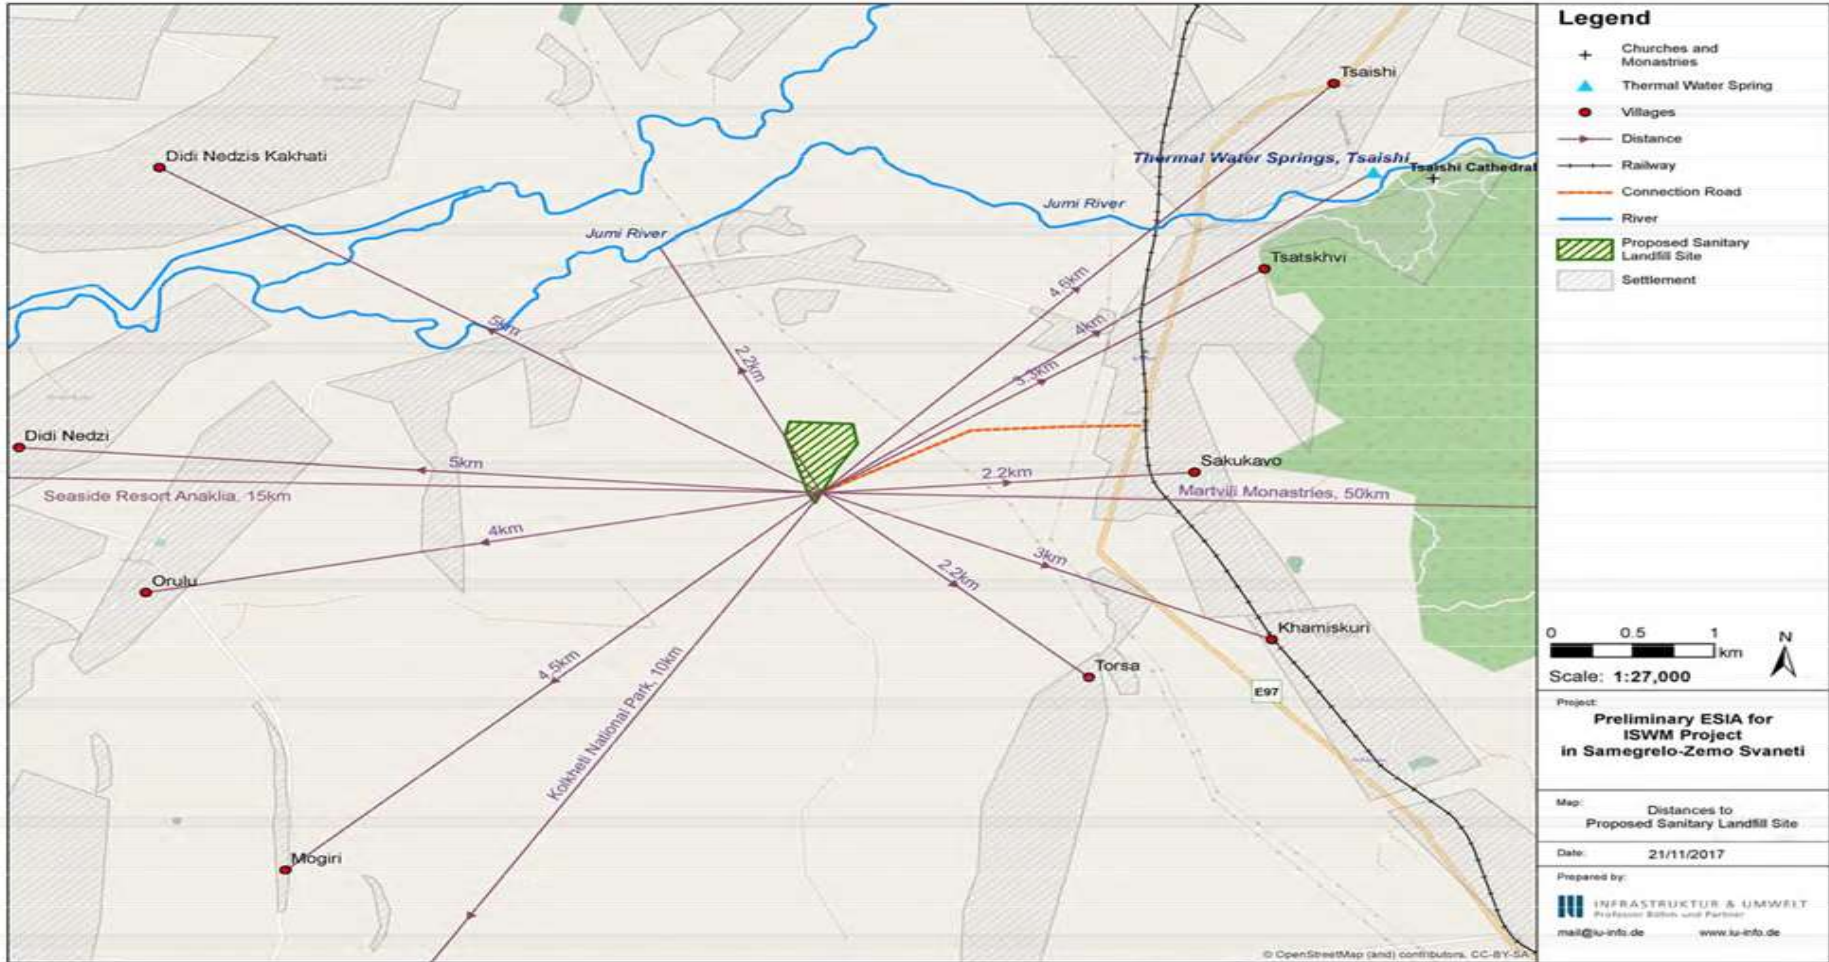 Tsaishi
Didi Nedzis Kakhati
Thermal Water Springs, Tsaishi
Tsaishi Cathedral
Jumi River
Jumi River
Tsatskhvi
4.6km
5km
4km
2.2km
3.3km
Didi Nedzi
5km
Sakukavo
2.2km
Seaside Resort Anaklia, 15km
Martvili Monastries, 50km
4km
3km
2.2km
Orulu
Khamiskuri
4.5km
Torsa
Kolkheti National Park, 10km
E97
Mogiri
© OpenStreetMap (and) contributors, CC-BY-SA
Legend
Churches and
Monastries
Thermal Water Spring
Villages
Distance
Railway
Connection Road
River
Proposed Sanitary
Landfill Site
Settlement
0 0.5 1
km
N
Scale: 1:27,000
Project:
Preliminary ESIA for
ISWM Project
in Samegrelo-Zemo Svaneti
Map:
Distances to
Proposed Sanitary Landfill Site
Date: 21/11/2017
Prepared by:
INFRASTRUKTUR & UMWELT
Professor Böhm und Partner
mail@iu-info.de www.iu-info.de